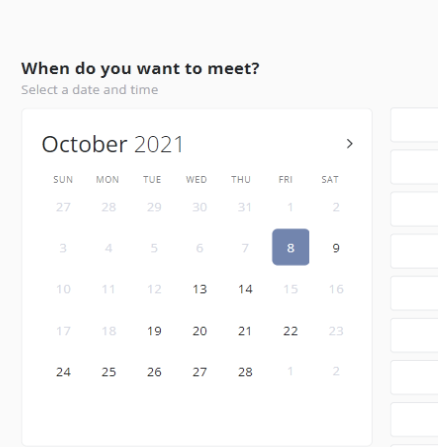 When do you want to meet?
Select a date and time
October 2021 >
SUN MON TUE WED THU FRI SAT
27 28 29 30 31 1 2
3 4 5 6 7 8 9
10 11 12 13 14 15 16
17 18 19 20 21 22 23
24 25 26 27 28 1 2